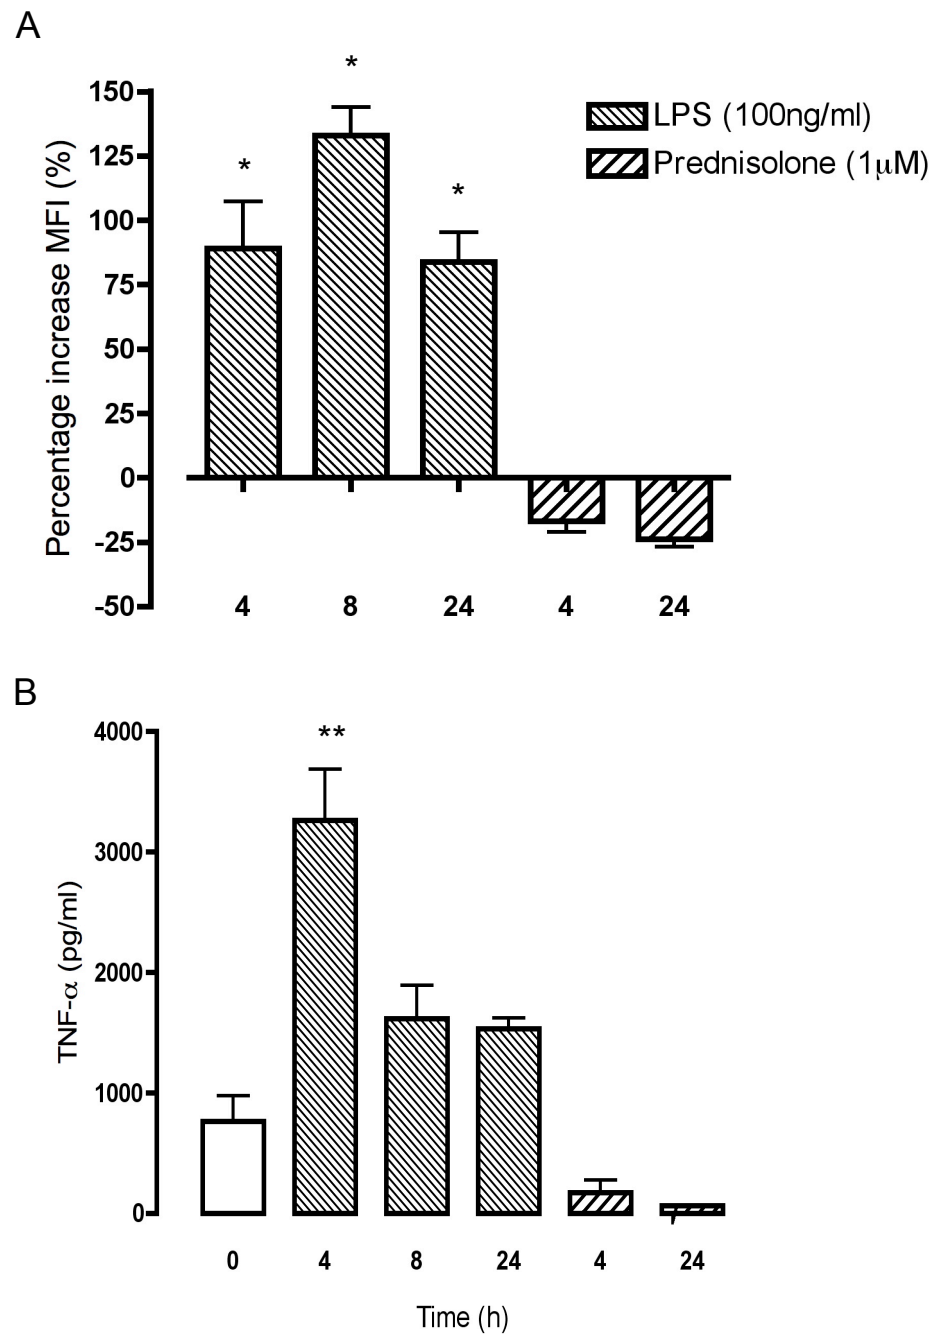 A
*
*
*
150
125
100
75
50
25
0
-25
-50
Percentage increase MFI (%)
LPS (100ng/ml)
Prednisolone (1μM)
4 8 24 4 24
B
**
4000
3000
2000
1000
0
TNF-α (pg/ml)
0 4 8 24 4 24
Time (h)